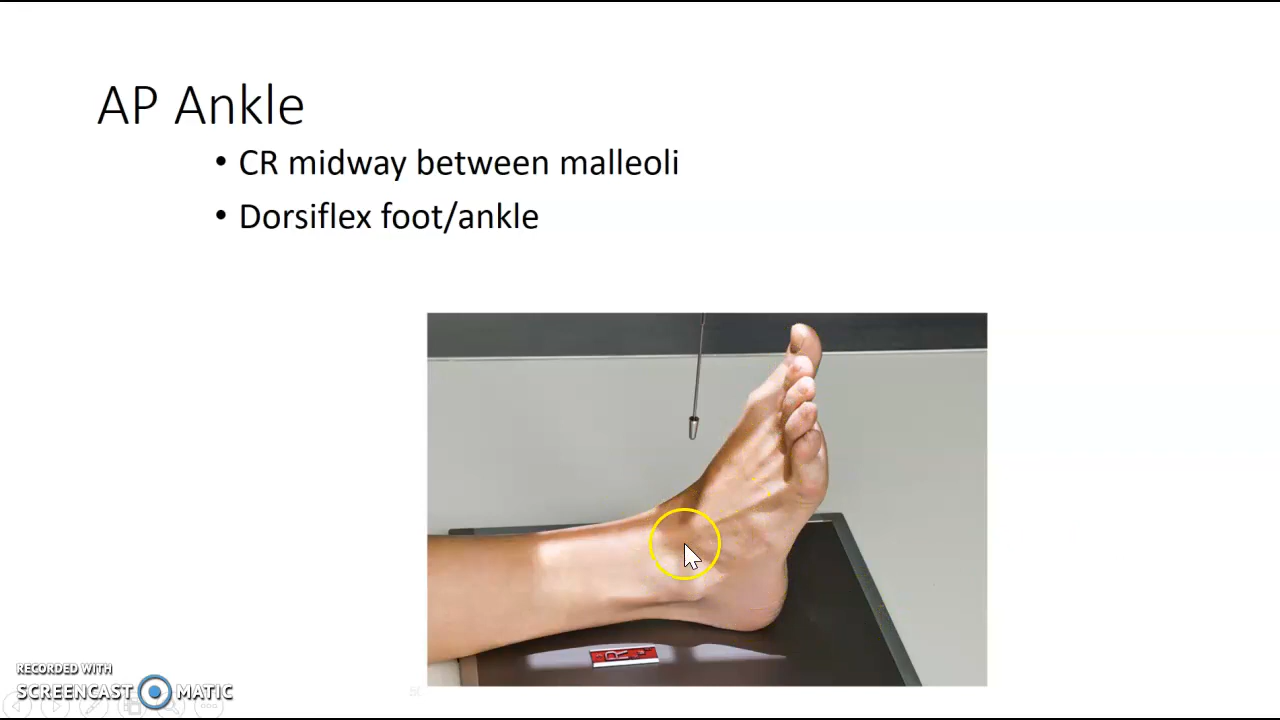 AP Ankle
• CR midway between malleoli
• Dorsiflex foot/ankle
R
RECORDED WITH
SCREENCAST MATIC